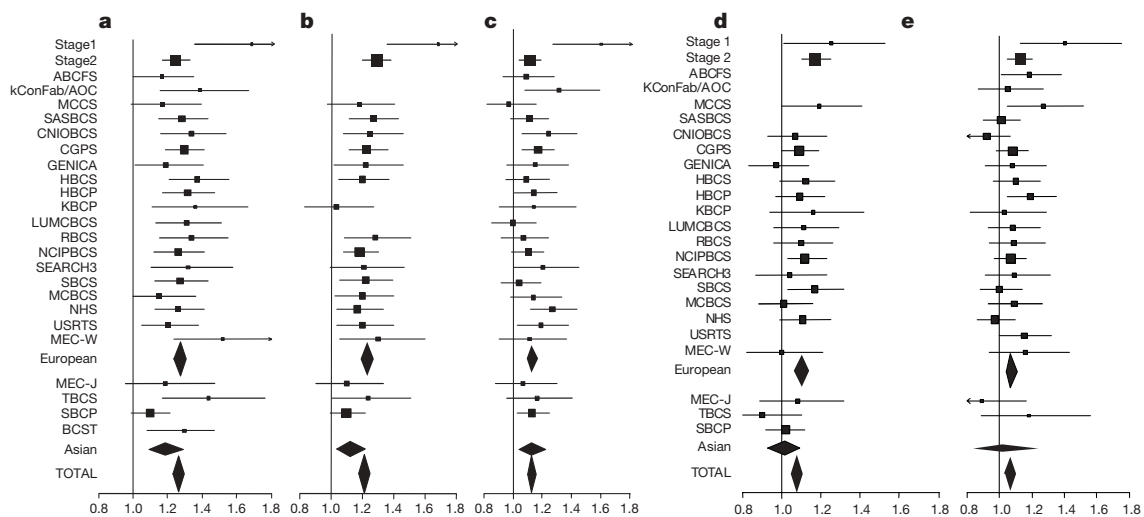 a b c d e
Stage1
Stage2
ABCFS
kConFab/AOC
MCCS
SASBCS
CNIOBCS
CGPS
GENICA
HBCS
HBCP
KBCP
LUMCBCS
RBCS
NCIPBCS
SEARCH3
SBCS
MCBCS
NHS
USRTS
MEC-W
European
MEC-J
TBCS
SBCP
BCST
Asian
TOTAL
0.8 1.0 1.2 1.4 1.6 1.8 0.8 1.0 1.2 1.4 1.6 1.8 0.8 1.0 1.2 1.4 1.6 1.8
Stage 1
Stage 2
ABCFS
KConFab/AOC
MCCS
SASBCS
CNIOBCS
CGPS
GENICA
HBCS
HBCP
KBCP
LUMCBCS
RBCS
NCIPBCS
SEARCH3
SBCS
MCBCS
NHS
USRTS
MEC-W
European
MEC-J
TBCS
SBCP
Asian
TOTAL
0.8 1.0 1.2 1.4 1.6 1.8 0.8 1.0 1.2 1.4 1.6 1.8